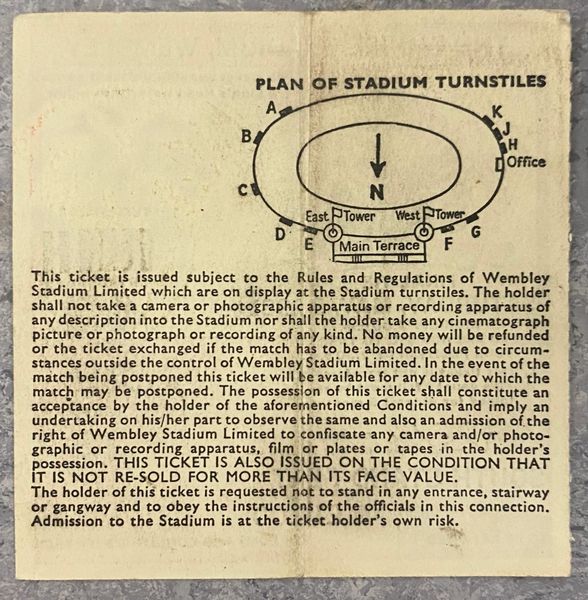 PLAN OF STADIUM TURNSTILES
A
K
J
B
H
Office
C
N
East Tower
West Tower
D
E
F
G
Main Terrace
This ticket is issued subject to the Rules and Regulations of Wembley
Stadium Limited which are on display at the Stadium turnstiles. The holder
shall not take a camera or photographic apparatus or recording apparatus of
any description into the Stadium nor shall the holder take any cinematograph
picture or photograph or recording of any kind. No money will be refunded
or the ticket exchanged if the match has to be abandoned due to circum-
stances outside the control of Wembley Stadium Limited. In the event of the
match being postponed this ticket will be available for any date to which the
match may be postponed. The possession of this ticket shall constitute an
acceptance by the holder of the aforementioned Conditions and imply an
undertaking on his/her part to observe the same and also an admission of the
right of Wembley Stadium Limited to confiscate any camera and/or photo-
graphic or recording apparatus, film or plates or tapes in the holder's
possession. THIS TICKET IS ALSO ISSUED ON THE CONDITION THAT
IT IS NOT RE-SOLD FOR MORE THAN ITS FACE VALUE.
The holder of this ticket is requested not to stand in any entrance, stairway
or gangway and to obey the instructions of the officials in this connection.
Admission to the Stadium is at the ticket holder's own risk.